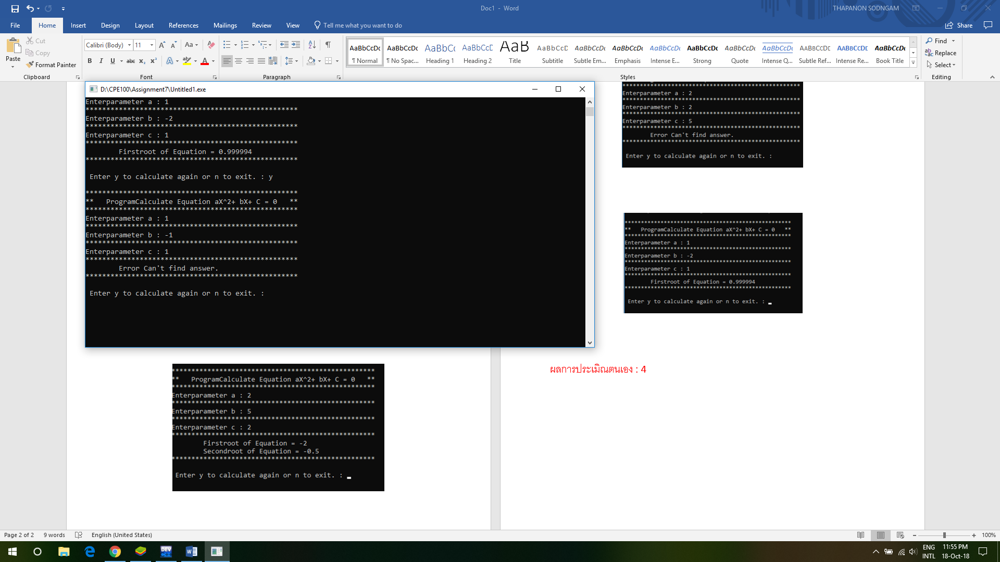 Doc1 - Word
THAPANON SODNGAM
File Home Insert Design Layout References Mailings Review View Tell me what you want to do
Share
Paste
Cut
Copy
Format Painter
Clipboard
Calibri (Body) 11
Font
Paragraph
AaBbCcDc AaBbCcDc AaBbCc AaBbCcD AaB AaBbCcD AaBbCcDc AaBbCcDc AaBbCcDc AaBbCcDc AaBbCcDc AaBbCcDc AABBCCDD AABBCCDD AaBbCcDc
¶ Normal ¶ No Spac... Heading 1 Heading 2 Title Subtitle Subtle Em... Emphasis Intense E... Strong Quote Intense Q... Subtle Ref... Intense Re... Book Title
Styles
Find
Replace
Select
Editing
D:\CPE100\Assignment7\Untitled1.exe
Enterparameter a : 1
***************************************************
Enterparameter b : -2
***************************************************
Enterparameter c : 1
***************************************************
Firstroot of Equation = 0.999994
***************************************************
Enter y to calculate again or n to exit. : y
***************************************************
** ProgramCalculate Equation aX^2+ bX+ C = 0 **
***************************************************
Enterparameter a : 1
***************************************************
Enterparameter b : -1
***************************************************
Enterparameter c : 1
***************************************************
Error Can't find answer.
***************************************************
Enter y to calculate again or n to exit. :
***************************************************
** ProgramCalculate Equation aX^2+ bX+ C = 0 **
***************************************************
Enterparameter a : 2
***************************************************
Enterparameter b : 5
***************************************************
Enterparameter c : 2
***************************************************
Firstroot of Equation = -2
Secondroot of Equation = -0.5
***************************************************
Enter y to calculate again or n to exit. :
***************************************************
Enterparameter a : 2
***************************************************
Enterparameter b : 2
***************************************************
Enterparameter c : 5
***************************************************
Error Can't find answer.
***************************************************
Enter y to calculate again or n to exit. :
***************************************************
** ProgramCalculate Equation aX^2+ bX+ C = 0 **
***************************************************
Enterparameter a : 1
***************************************************
Enterparameter b : -2
***************************************************
Enterparameter c : 1
***************************************************
Firstroot of Equation = 0.999994
***************************************************
Enter y to calculate again or n to exit. :
ผลการประเมิณตนเอง : 4
Page 2 of 2 9 words English (United States)
100%
DEV
ENG
INTL
11:55 PM
18-Oct-18